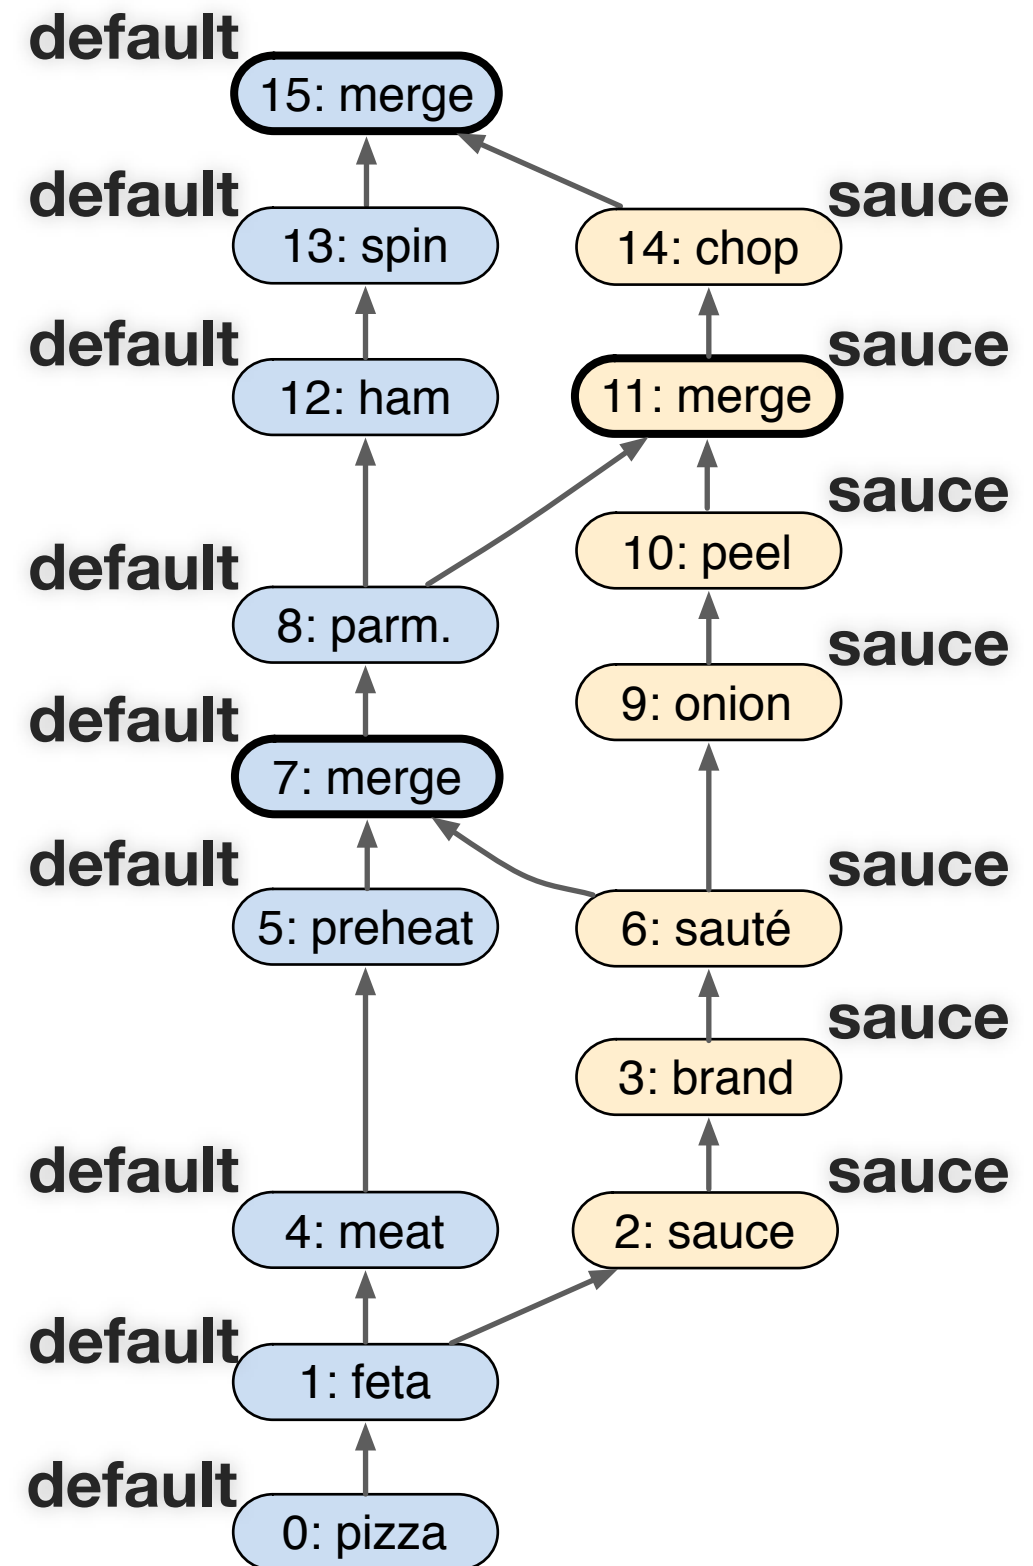 default
15: merge
default
sauce
13: spin
14: chop
default
sauce
12: ham
11: merge
sauce
10: peel
default
8: parm.
sauce
9: onion
default
7: merge
default
sauce
5: preheat
6: sauté
sauce
3: brand
default
sauce
4: meat
2: sauce
default
1: feta
default
0: pizza